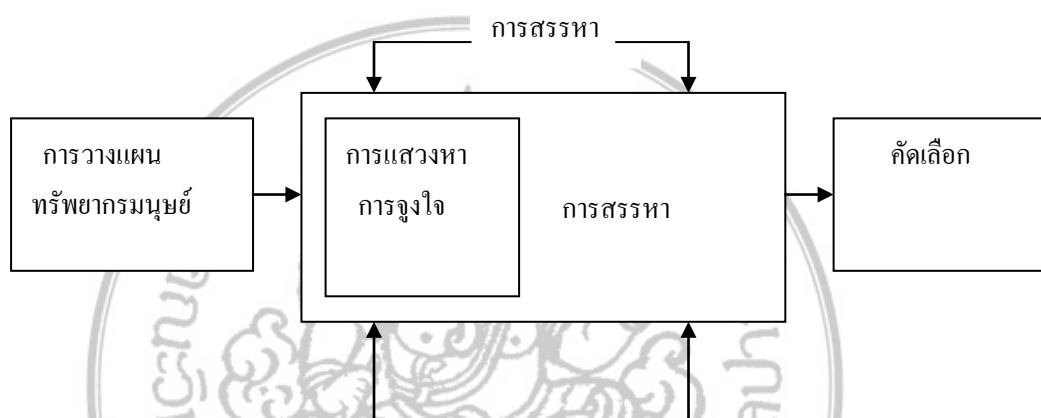 การสรรหา
การวางแผน
ทรัพยากรมนุษย์
การแสวงหา
การจูงใจ
การสรรหา
คัดเลือก